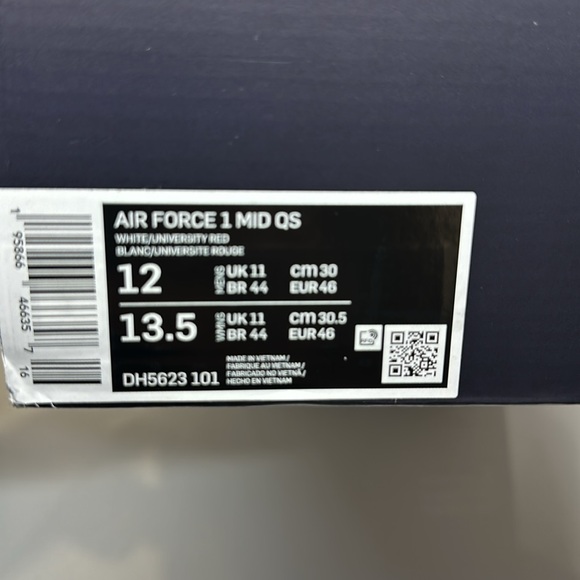 AIR FORCE 1 MID QS
WHITE/UNIVERSITY RED
BLANC/UNIVERSITE ROUGE
12 MENS UK 11 CM 30
BR 44 EUR 46
13.5 WMNS UK 11 CM 30.5
BR 44 EUR 46
DH5623 101
MADE IN VIETNAM /
FABRIQUE AU VIETNAM /
FABRICADO NO VIETNÃ /
HECHO EN VIETNAM
1 95866 46635 7 16